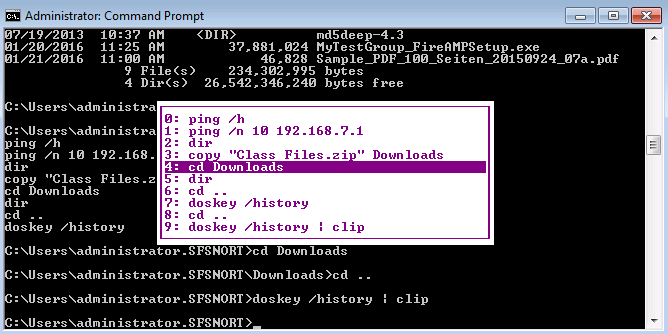 Administrator: Command Prompt
07/19/2013 10:37 AM <DIR> md5deep-4.3
01/20/2016 11:25 AM 37,881,024 MyTestGroup_FireAMPSetup.exe
01/21/2016 11:00 AM 46,828 Sample_PDF_100_Seiten_20150924_07a.pdf
9 File(s) 234,302,995 bytes
4 Dir(s) 26,542,346,240 bytes free
C:\Users\administrator.
C:\Users\administrator.
ping /h
ping /n 10 192.168.
dir
copy "Class Files.z
cd Downloads
dir
cd ..
doskey /history
0: ping /h
1: ping /n 10 192.168.7.1
2: dir
3: copy "Class Files.zip" Downloads
4: cd Downloads
5: dir
6: cd ..
7: doskey /history
8: cd ..
9: doskey /history | clip
C:\Users\administrator.SFSNORT>cd Downloads
C:\Users\administrator.SFSNORT\Downloads>cd ..
C:\Users\administrator.SFSNORT>doskey /history | clip
C:\Users\administrator.SFSNORT>_